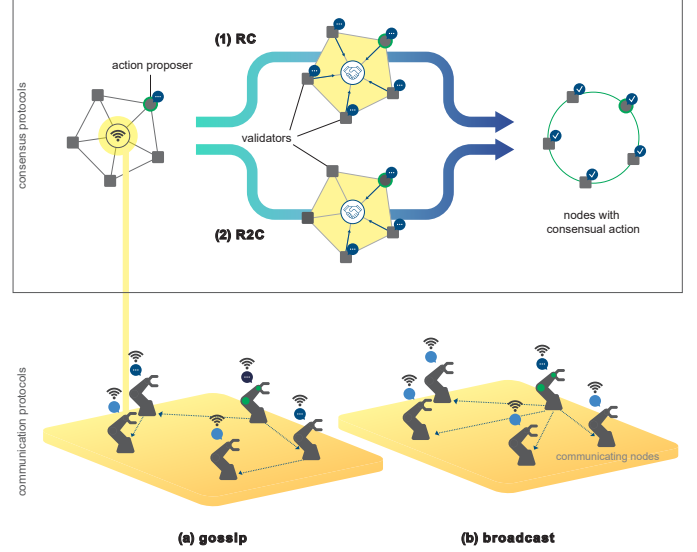 (1) RC
action proposer
consensus protocols
validators
(2) R2C
nodes with
consensual action
communication protocols
communicating nodes
(a) gossip
(b) broadcast